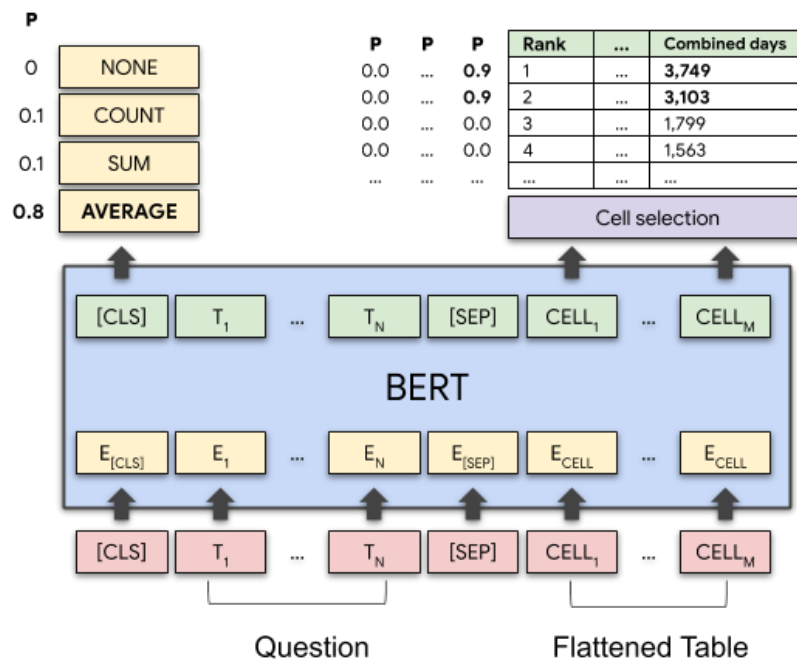 P
0 NONE
0.1 COUNT
0.1 SUM
0.8 AVERAGE
P P P Rank ... Combined days
0.0 ... 0.9 1 ... 3,749
0.0 ... 0.9 2 ... 3,103
0.0 ... 0.0 3 ... 1,799
0.0 ... 0.0 4 ... 1,563
... ... ... ... ... ...
Cell selection
[CLS] T1 ... TN [SEP] CELL1 ... CELLM
BERT
E[CLS] E1 ... EN E[SEP] ECELL ... ECELL
[CLS] T1 ... TN [SEP] CELL1 ... CELLM
Question Flattened Table